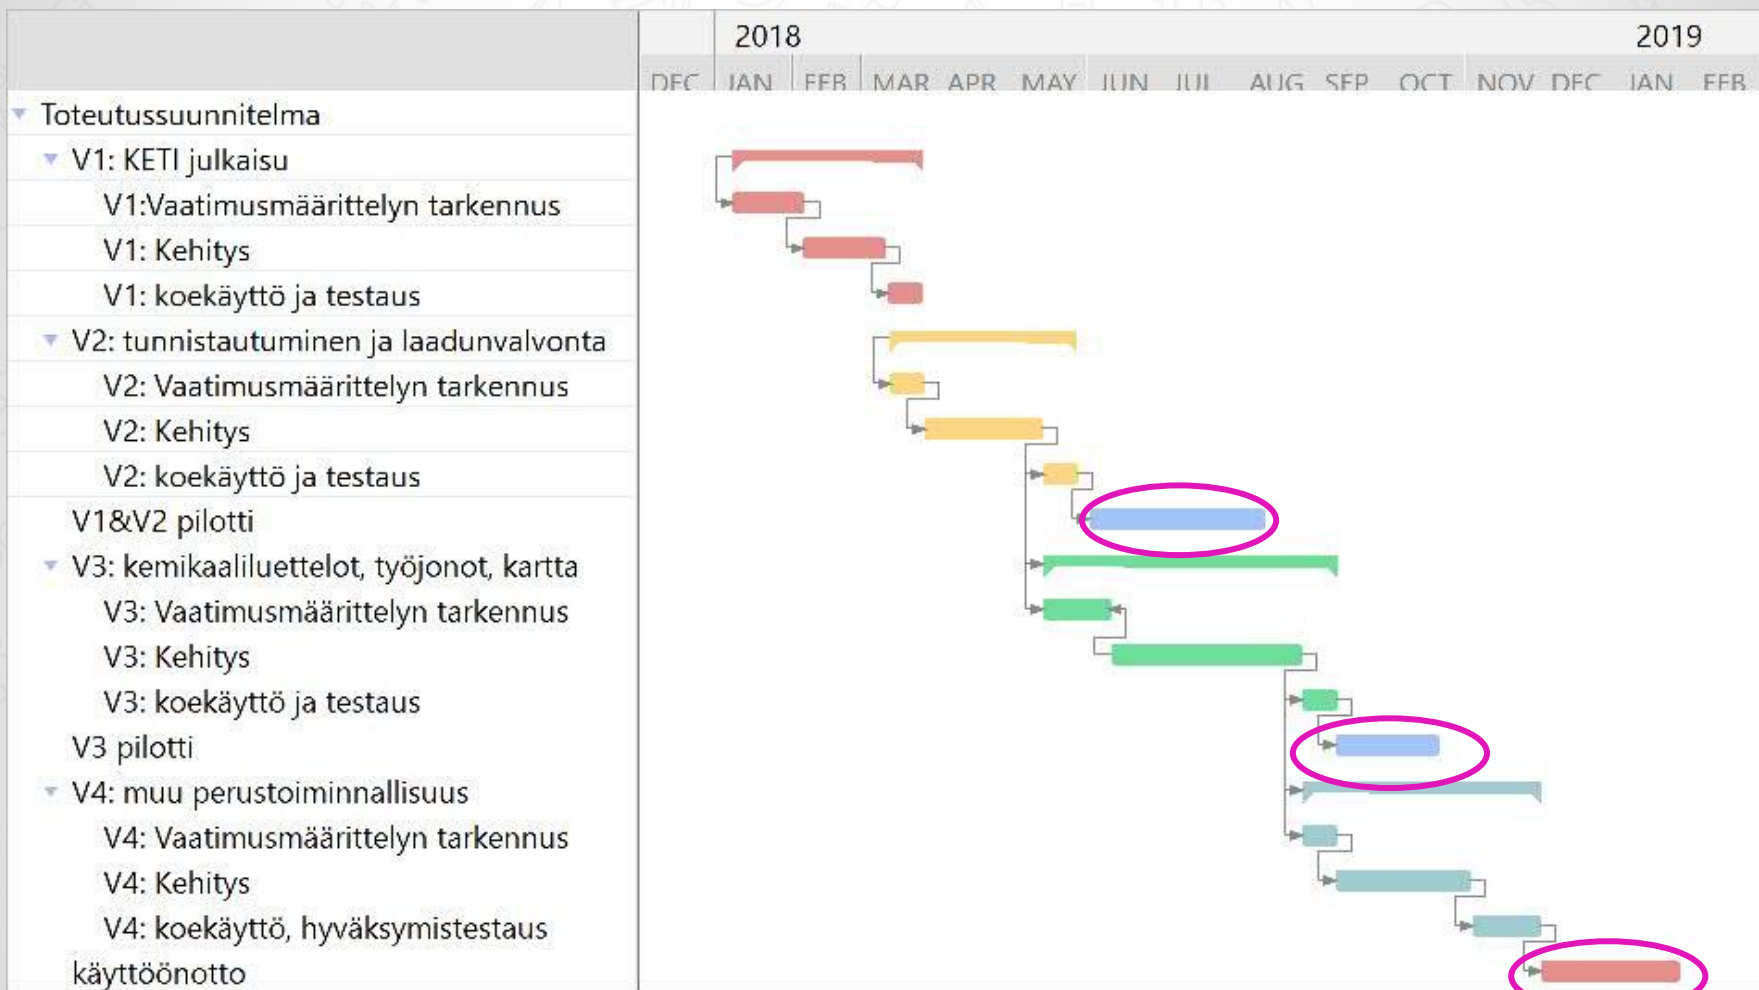 2018 2019
DEC JAN FEB MAR APR MAY JUN JUL AUG SEP OCT NOV DEC JAN FEB
Toteutussuunnitelma
V1: KETI julkaisu
V1:Vaatimusmäärittelyn tarkennus
V1: Kehitys
V1: koekäyttö ja testaus
V2: tunnistautuminen ja laadunvalvonta
V2: Vaatimusmäärittelyn tarkennus
V2: Kehitys
V2: koekäyttö ja testaus
V1&V2 pilotti
V3: kemikaaliluettelot, työjonot, kartta
V3: Vaatimusmäärittelyn tarkennus
V3: Kehitys
V3: koekäyttö ja testaus
V3 pilotti
V4: muu perustoiminnallisuus
V4: Vaatimusmäärittelyn tarkennus
V4: Kehitys
V4: koekäyttö, hyväksymistestaus
käyttöönotto